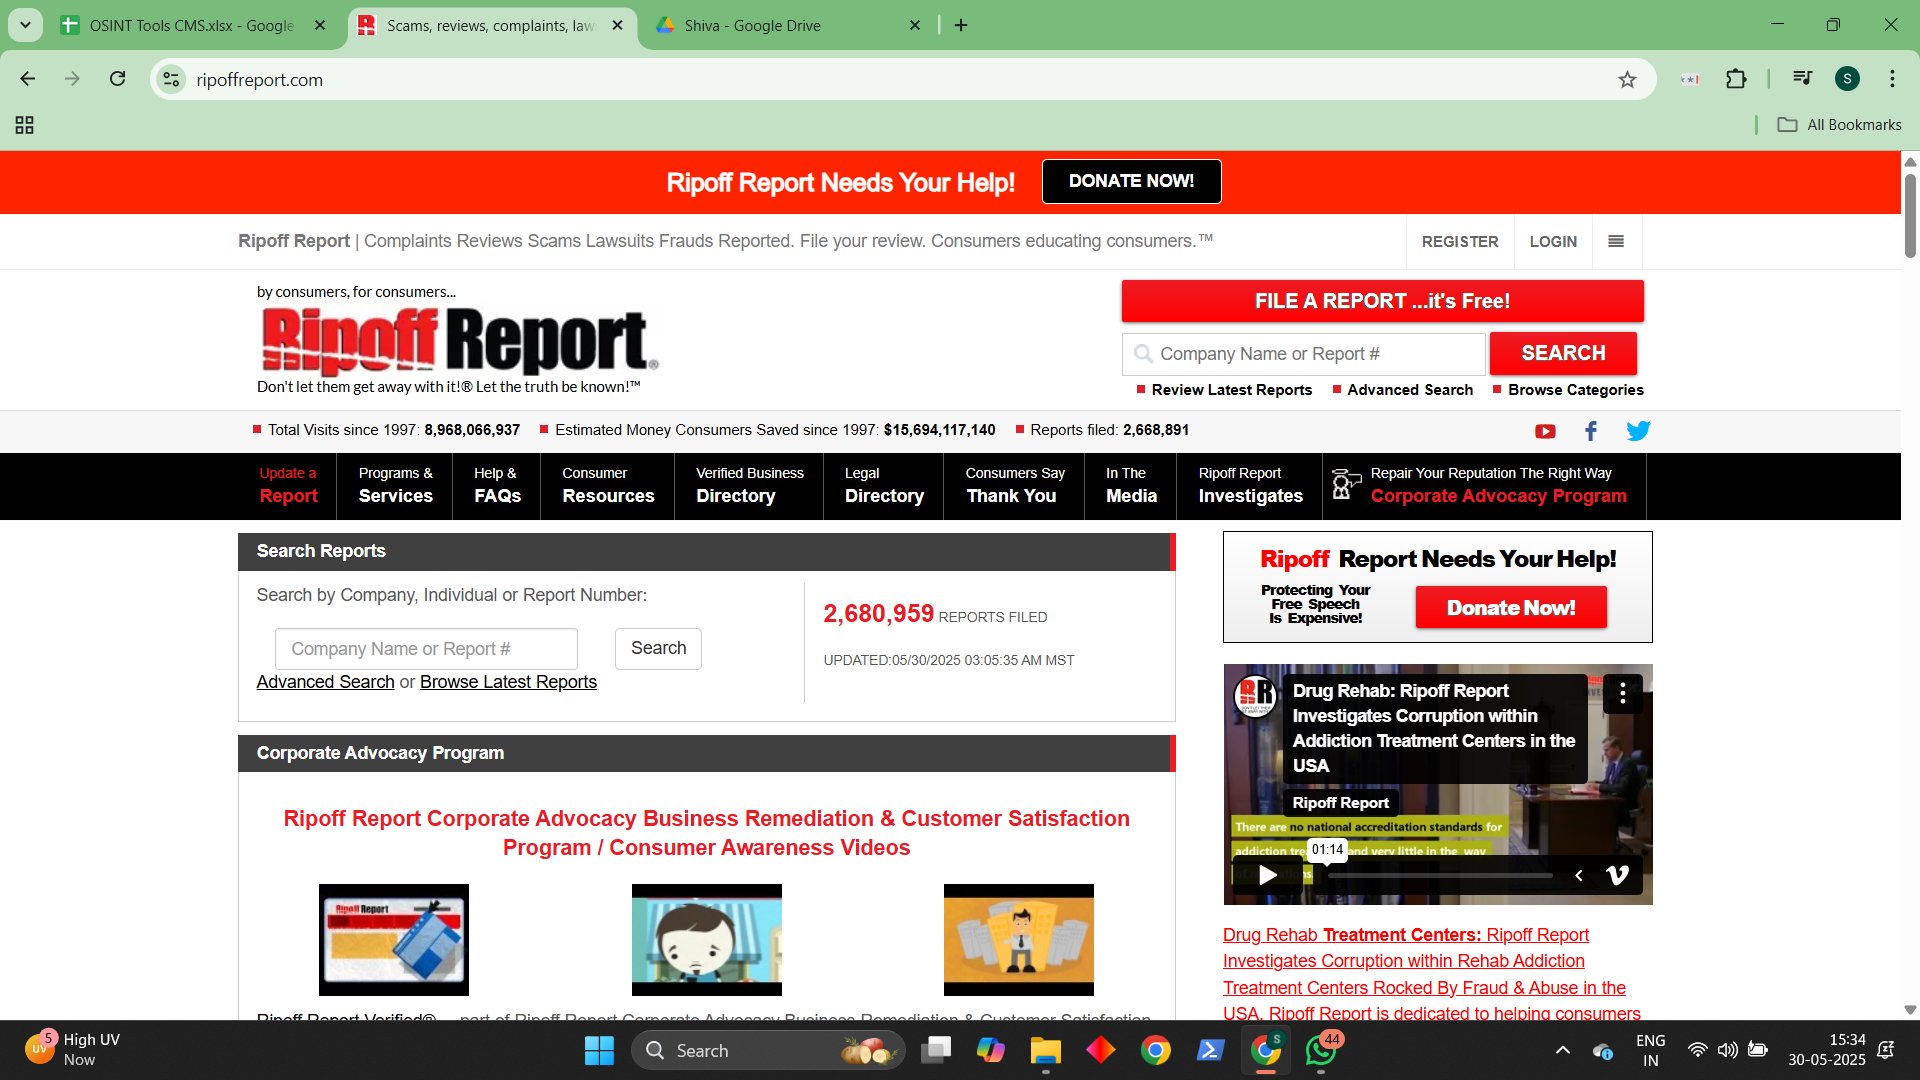 OSINT Tools CMS.xlsx - Google
Scams, reviews, complaints, law
Shiva - Google Drive
ripoffreport.com
S
All Bookmarks
Ripoff Report Needs Your Help!
DONATE NOW!
Ripoff Report | Complaints Reviews Scams Lawsuits Frauds Reported. File your review. Consumers educating consumers.™
REGISTER
LOGIN
by consumers, for consumers...
Ripoff Report®
Don't let them get away with it!® Let the truth be known!™
FILE A REPORT ...it's Free!
Company Name or Report #
SEARCH
Review Latest Reports
Advanced Search
Browse Categories
Total Visits since 1997: 8,968,066,937
Estimated Money Consumers Saved since 1997: $15,694,117,140
Reports filed: 2,668,891
Update a
Report
Programs &
Services
Help &
FAQs
Consumer
Resources
Verified Business
Directory
Legal
Directory
Consumers Say
Thank You
In The
Media
Ripoff Report
Investigates
Repair Your Reputation The Right Way
Corporate Advocacy Program
Search Reports
Search by Company, Individual or Report Number:
Company Name or Report #
Search
Advanced Search or Browse Latest Reports
2,680,959 REPORTS FILED
UPDATED:05/30/2025 03:05:35 AM MST
Corporate Advocacy Program
Ripoff Report Corporate Advocacy Business Remediation & Customer Satisfaction
Program / Consumer Awareness Videos
Ripoff Report
Ripoff Report Verified® ... part of Ripoff Report Corporate Advocacy Business Remediation & Customer Satisfaction
Ripoff Report Needs Your Help!
Protecting Your
Free Speech
Is Expensive!
Donate Now!
RR
Drug Rehab: Ripoff Report
Investigates Corruption within
Addiction Treatment Centers in the
USA
Ripoff Report
There are no national accreditation standards for
addiction and very little in the way
01:14
Drug Rehab Treatment Centers: Ripoff Report
Investigates Corruption within Rehab Addiction
Treatment Centers Rocked By Fraud & Abuse in the
USA. Ripoff Report is dedicated to helping consumers
5
UV
High UV
Now
Search
S
44
ENG
IN
15:34
30-05-2025